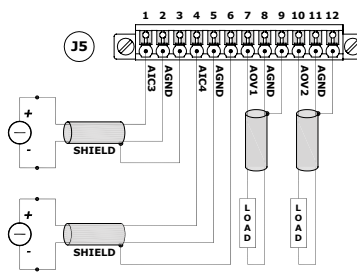 1 2 3 4 5 6 7 8 9 10 11 12
J5
AIC3
AGND
AIC4
AGND
AOV1
AGND
AOV2
AGND
+
-
SHIELD
LOAD
LOAD
+
-
SHIELD